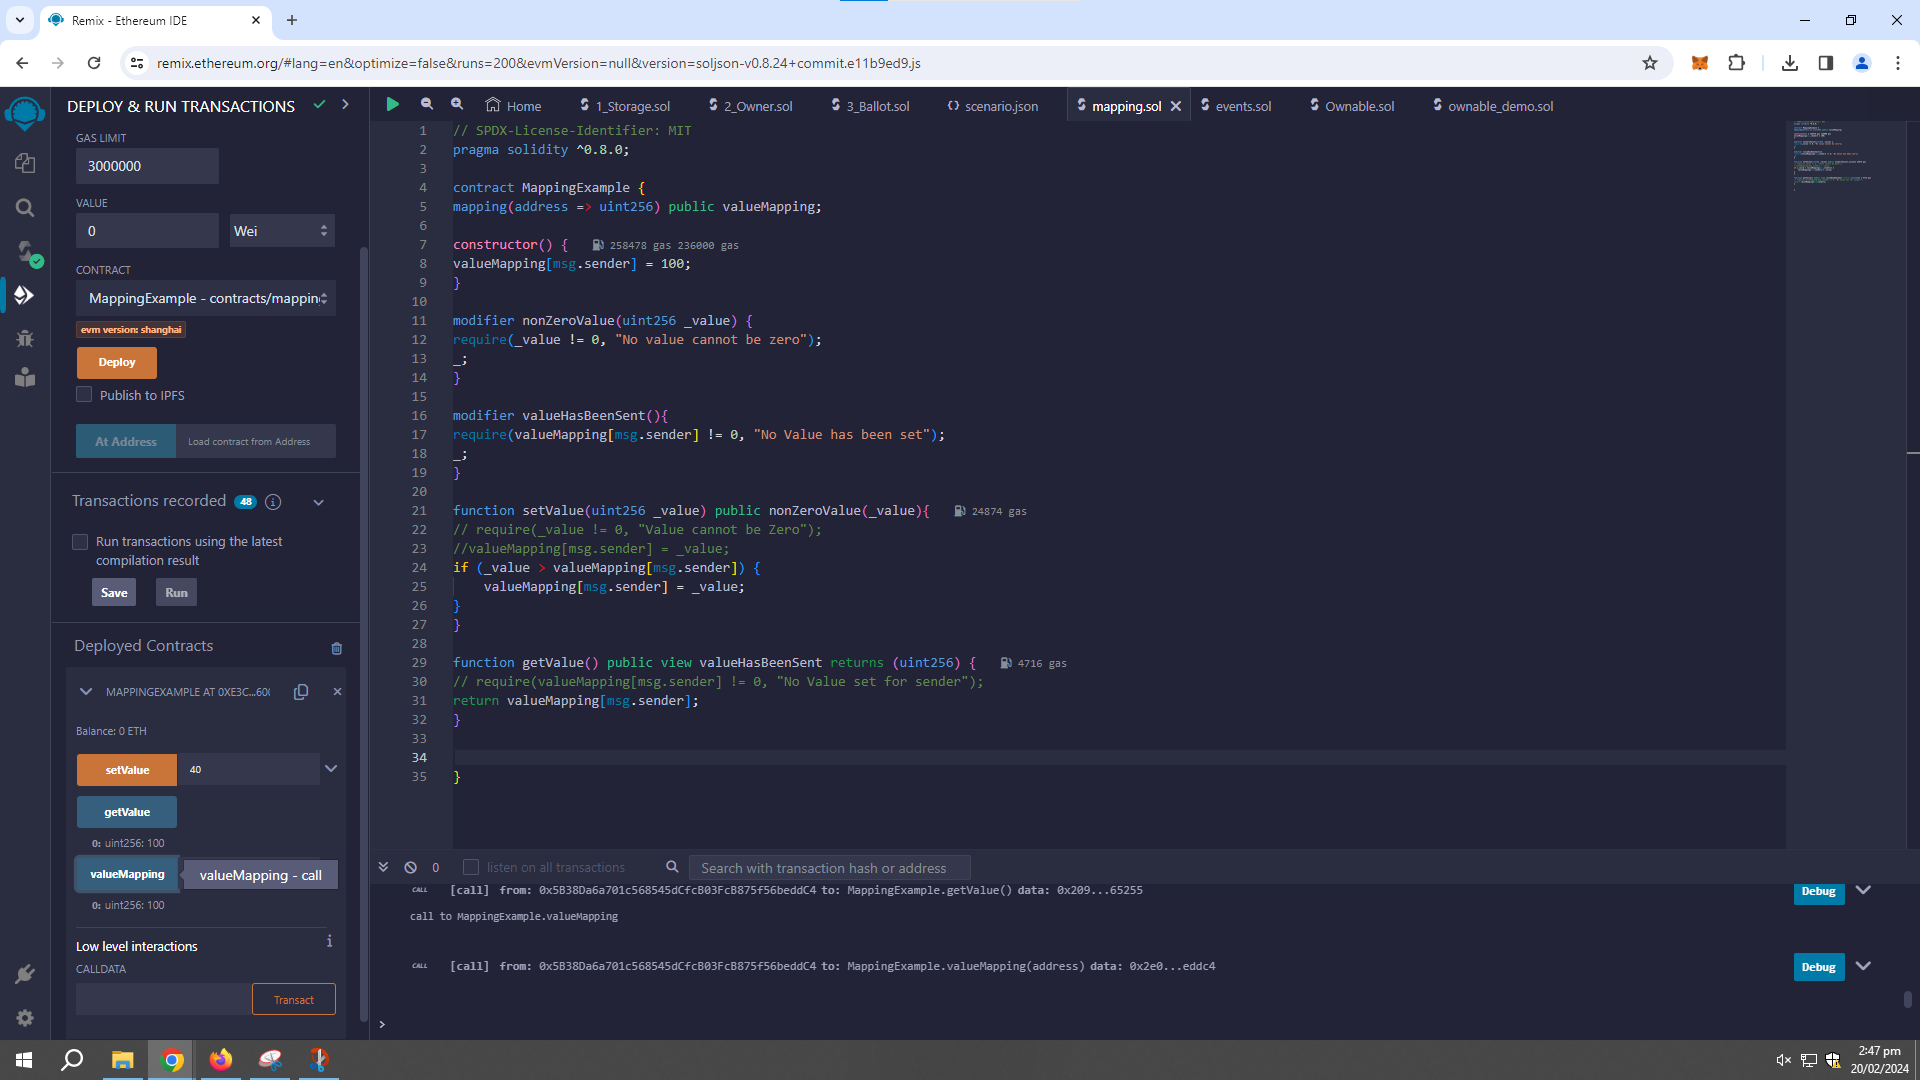 Remix - Ethereum IDE
remix.ethereum.org/#lang=en&optimize=false&runs=200&evmVersion=null&version=soljson-v0.8.24+commit.e11b9ed9.js
DEPLOY & RUN TRANSACTIONS
GAS LIMIT
3000000
VALUE
0
Wei
CONTRACT
MappingExample - contracts/mappin
evm version: shanghai
Deploy
Publish to IPFS
At Address
Load contract from Address
Transactions recorded 48 i
Run transactions using the latest
compilation result
Save
Run
Deployed Contracts
MAPPINGEXAMPLE AT 0XE3C...60
Balance: 0 ETH
setValue
40
getValue
0: uint256: 100
valueMapping
valueMapping - call
0: uint256: 100
Low level interactions
i
CALLDATA
Transact
Home
1_Storage.sol
2_Owner.sol
3_Ballot.sol
scenario.json
mapping.sol
events.sol
Ownable.sol
ownable_demo.sol
1 // SPDX-License-Identifier: MIT
2 pragma solidity ^0.8.0;
3
4 contract MappingExample {
5 mapping(address => uint256) public valueMapping;
6
7 constructor() { 258478 gas 236000 gas
8 valueMapping[msg.sender] = 100;
9 }
10
11 modifier nonZeroValue(uint256 _value) {
12 require(_value != 0, "No value cannot be zero");
13 _;
14 }
15
16 modifier valueHasBeenSent(){
17 require(valueMapping[msg.sender] != 0, "No Value has been set");
18 _;
19 }
20
21 function setValue(uint256 _value) public nonZeroValue(_value){ 24874 gas
22 // require(_value != 0, "Value cannot be Zero");
23 //valueMapping[msg.sender] = _value;
24 if (_value > valueMapping[msg.sender]) {
25 valueMapping[msg.sender] = _value;
26 }
27 }
28
29 function getValue() public view valueHasBeenSent returns (uint256) { 4716 gas
30 // require(valueMapping[msg.sender] != 0, "No Value set for sender");
31 return valueMapping[msg.sender];
32 }
33
34
35 }
0
listen on all transactions
Search with transaction hash or address
CALL [call] from: 0x5B38Da6a701c568545dCfcB03FcB875f56beddC4 to: MappingExample.getValue() data: 0x209...65255
Debug
call to MappingExample.valueMapping
CALL [call] from: 0x5B38Da6a701c568545dCfcB03FcB875f56beddC4 to: MappingExample.valueMapping(address) data: 0x2e0...eddc4
Debug
>
2:47 pm
20/02/2024